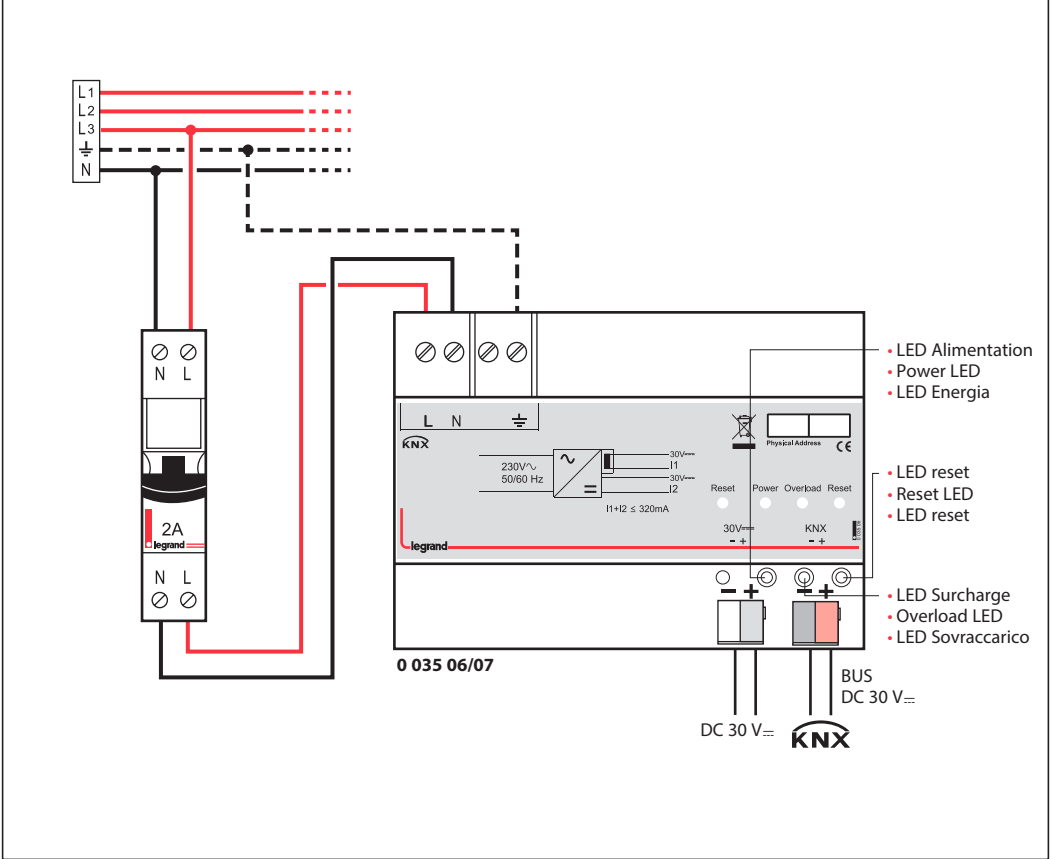 L1
L2
L3
N
N L
2A
legrand
N L
L N
KNX
230V~
50/60 Hz
30V⎓
I1
30V⎓
I2
I1+I2 ≤ 320mA
Physical Address
CE
Reset Power Overload Reset
30V⎓ KNX
- + - +
legrand
- + - +
0 035 06/07
• LED Alimentation
• Power LED
• LED Energia
• LED reset
• Reset LED
• LED reset
• LED Surcharge
• Overload LED
• LED Sovraccarico
BUS
DC 30 V⎓
DC 30 V⎓
KNX